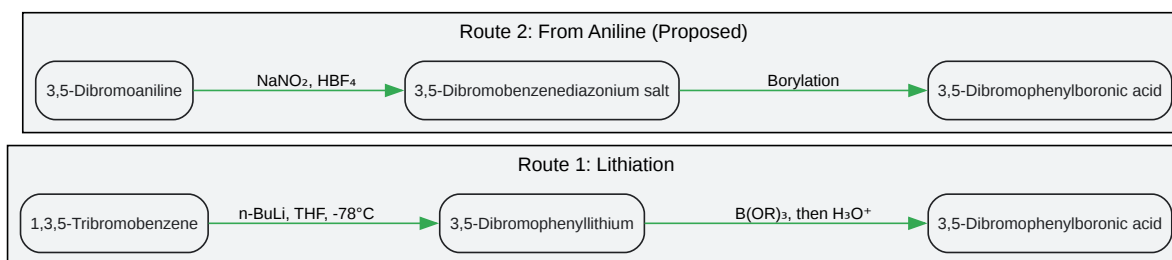 Route 2: From Aniline (Proposed)
3,5-Dibromoaniline
NaNO₂, HBF₄
3,5-Dibromobenzenediazonium salt
Borylation
3,5-Dibromophenylboronic acid
Route 1: Lithiation
1,3,5-Tribromobenzene
n-BuLi, THF, -78°C
3,5-Dibromophenyllithium
B(OR)₃, then H₃O⁺
3,5-Dibromophenylboronic acid